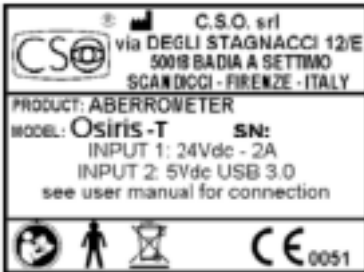 ® C.S.O. srl
CSO via DEGLI STAGNACCI 12/E
50018 BADIA A SETTIMO
SCANDICCI - FIRENZE - ITALY
PRODUCT: ABERROMETER
MODEL: Osiris-T SN:
INPUT 1: 24Vdc - 2A
INPUT 2: 5Vdc USB 3.0
see user manual for connection
CE 0051